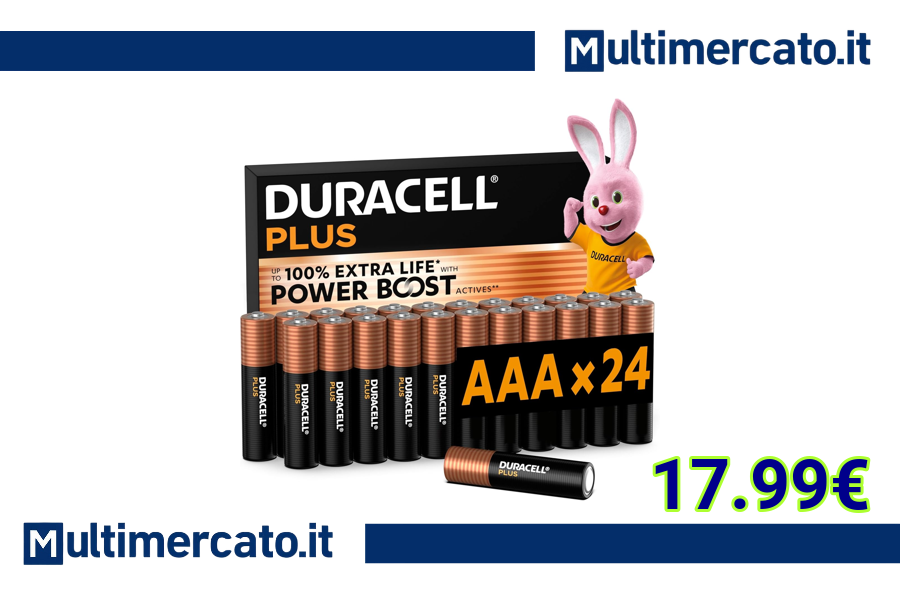 Multimercato.it
DURACELL®
PLUS
UP TO 100% EXTRA LIFE* WITH
POWER BOOST ACTIVES**
DURACELL
AAA x 24
DURACELL® PLUS
DURACELL® PLUS
DURACELL® PLUS
DURACELL® PLUS
DURACELL® PLUS
DURACELL® PLUS
DURACELL®
PLUS
17.99€
Multimercato.it